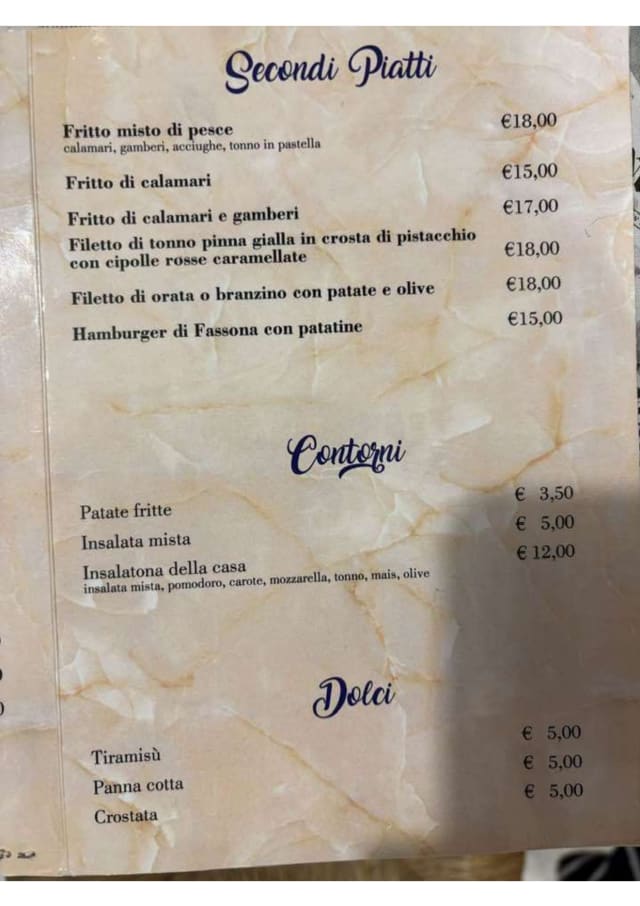 Secondi Piatti
Fritto misto di pesce €18,00
calamari, gamberi, acciughe, tonno in pastella
Fritto di calamari €15,00
Fritto di calamari e gamberi €17,00
Filetto di tonno pinna gialla in crosta di pistacchio
con cipolle rosse caramellate €18,00
Filetto di orata o branzino con patate e olive €18,00
Hamburger di Fassona con patatine €15,00
Contorni
Patate fritte € 3,50
Insalata mista € 5,00
Insalatona della casa € 12,00
insalata mista, pomodoro, carote, mozzarella, tonno, mais, olive
Dolci
Tiramisù € 5,00
Panna cotta € 5,00
Crostata € 5,00